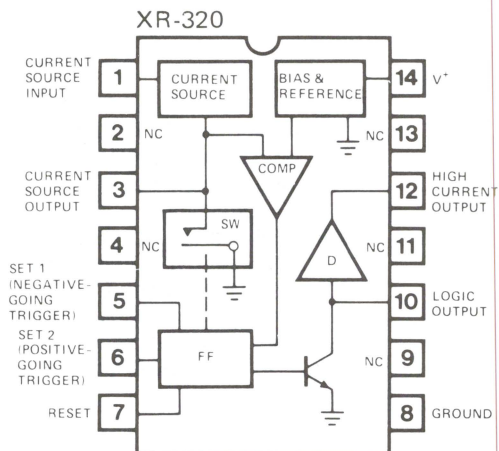 XR-320
CURRENT
SOURCE
INPUT
1
CURRENT
SOURCE
BIAS &
REFERENCE
14
V+
2
NC
NC
13
CURRENT
SOURCE
OUTPUT
3
COMP
12
HIGH
CURRENT
OUTPUT
4
NC
SW
NC
11
SET 1
(NEGATIVE-
GOING
TRIGGER)
5
D
10
LOGIC
OUTPUT
SET 2
(POSITIVE-
GOING
TRIGGER)
6
FF
NC
9
RESET
7
8
GROUND